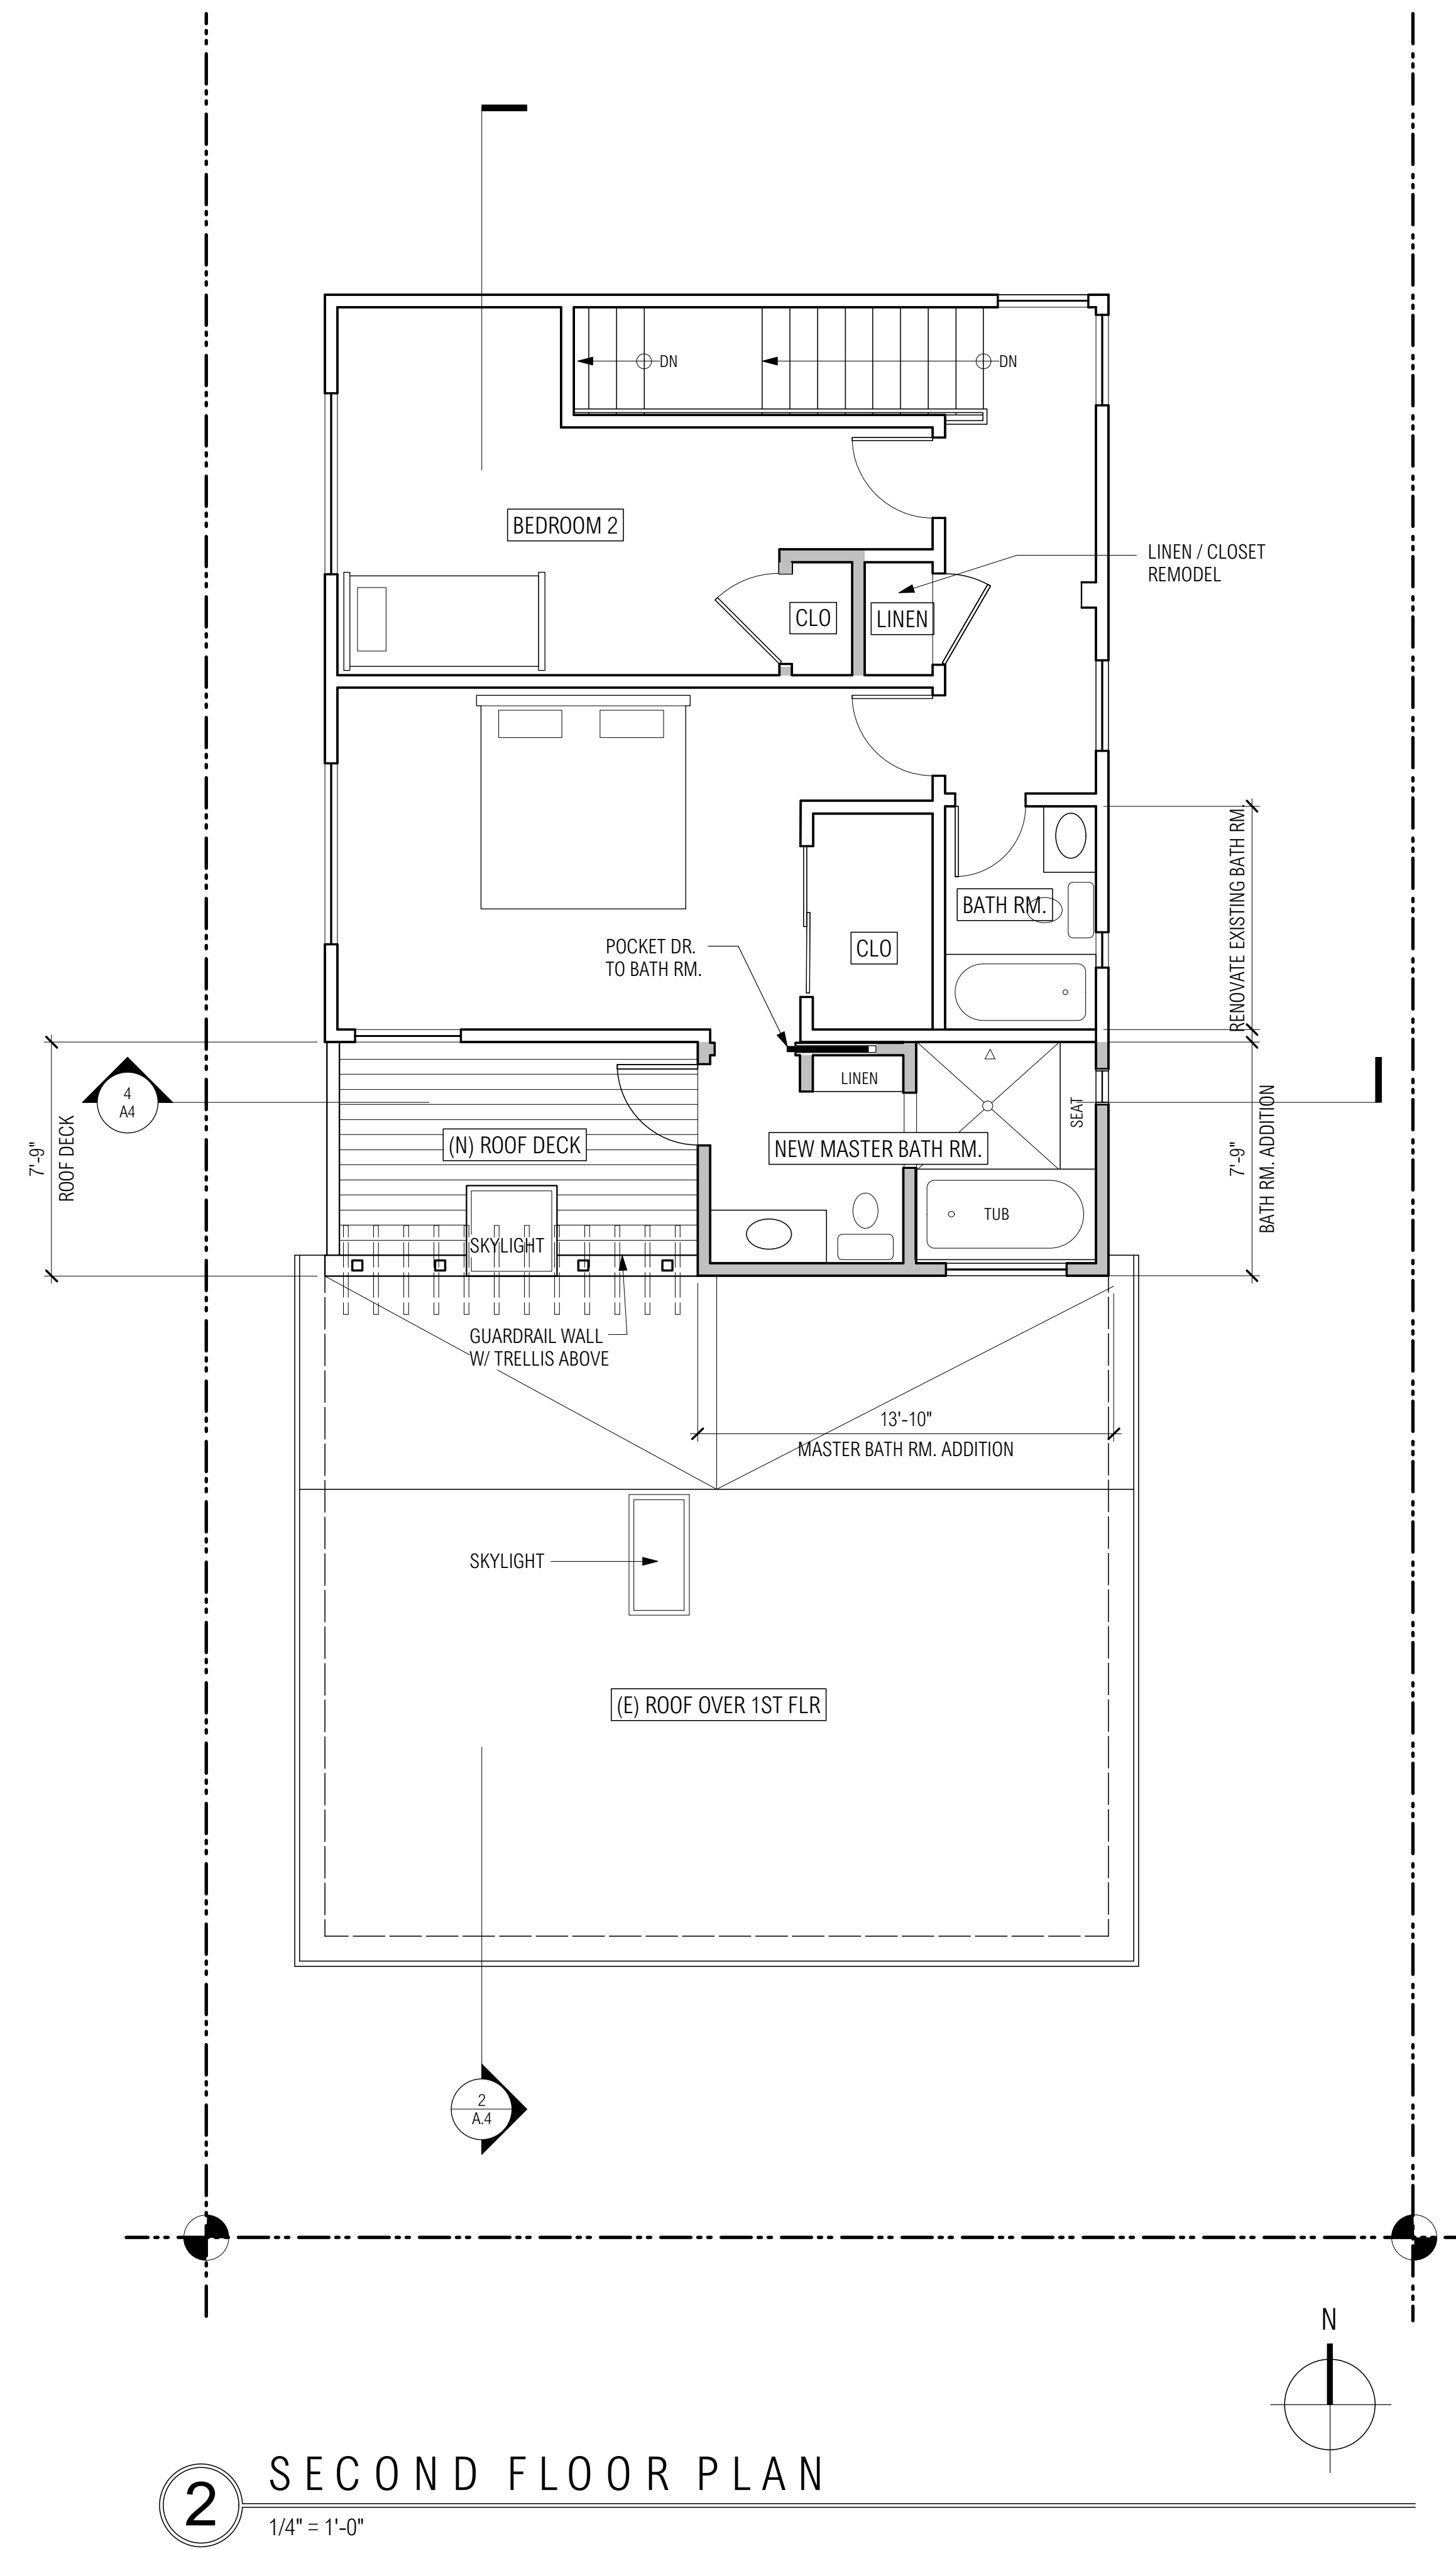 DN
DN
BEDROOM 2
LINEN / CLOSET
REMODEL
CLO
LINEN
RENOVATE EXISTING BATH RM.
BATH RM.
POCKET DR.
TO BATH RM.
CLO
4
A4
7'-9"
ROOF DECK
(N) ROOF DECK
LINEN
NEW MASTER BATH RM.
SEAT
7'-9"
BATH RM. ADDITION
TUB
SKYLIGHT
GUARDRAIL WALL
W/ TRELLIS ABOVE
13'-10"
MASTER BATH RM. ADDITION
SKYLIGHT
(E) ROOF OVER 1ST FLR
2
A.4
N
2
SECOND FLOOR PLAN
1/4" = 1'-0"